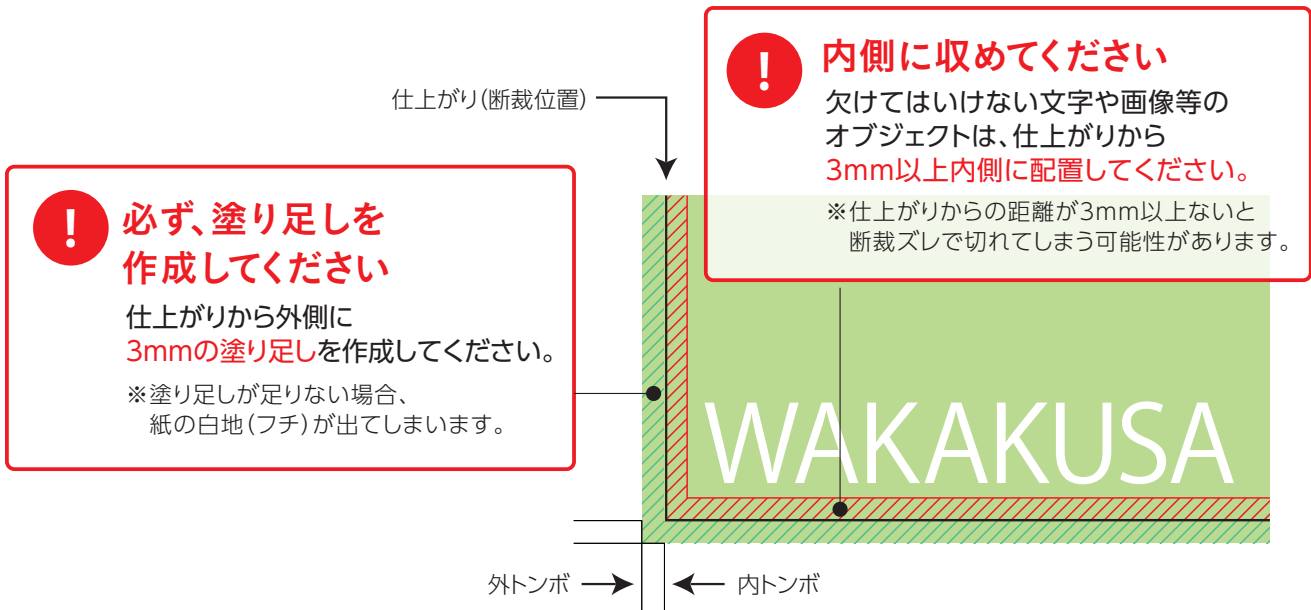 仕上がり(断裁位置)
!
内側に収めてください
欠けてはいけない文字や画像等の
オブジェクトは、仕上がりから
3mm以上内側に配置してください。
※仕上がりからの距離が3mm以上ないと
断裁ズレで切れてしまう可能性があります。
!
必ず、塗り足しを
作成してください
仕上がりから外側に
3mmの塗り足しを作成してください。
※塗り足しが足りない場合、
紙の白地(フチ)が出てしまいます。
WAKAKUSA
外トンボ
内トンボ